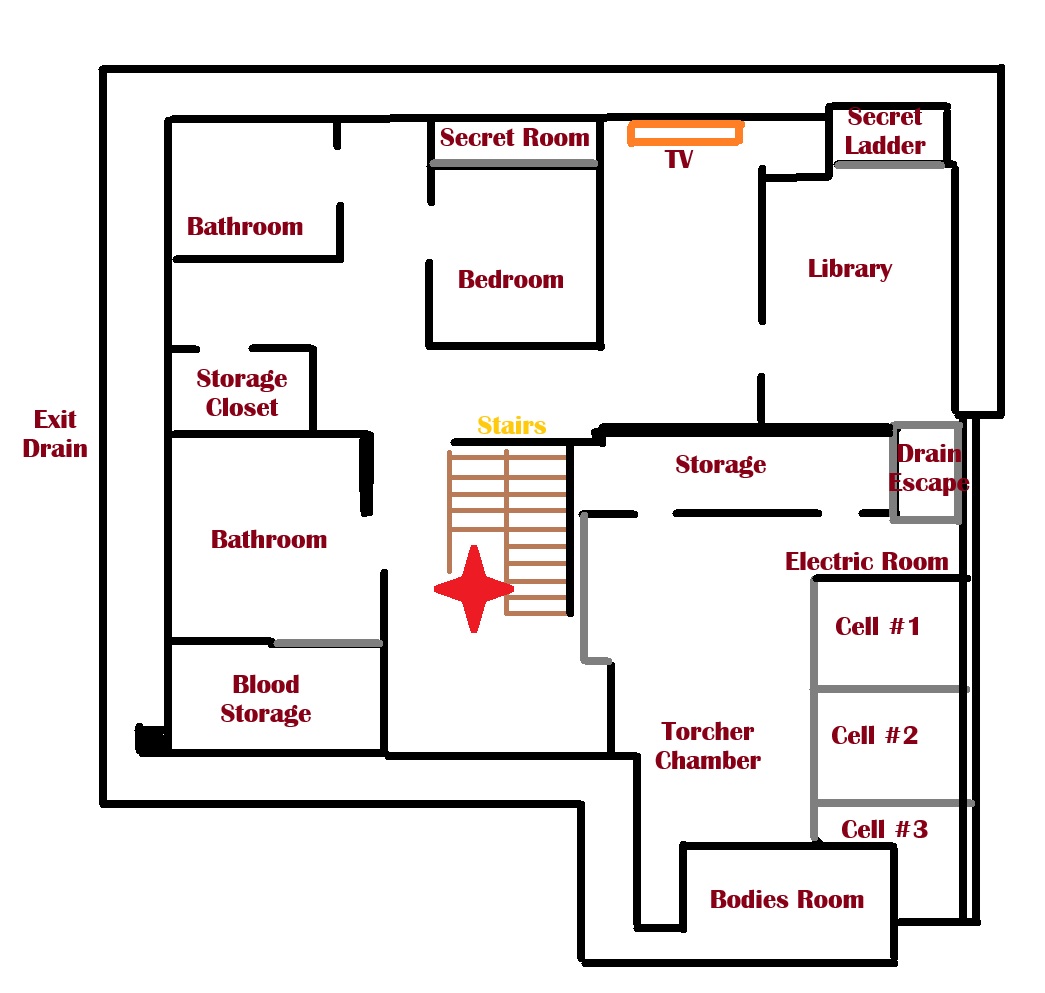 Secret Room
TV
Secret
Ladder
Bathroom
Bedroom
Library
Storage
Closet
Exit
Drain
Stairs
Storage
Drain
Escape
Bathroom
Electric Room
Cell #1
Blood
Storage
Torcher
Chamber
Cell #2
Cell #3
Bodies Room